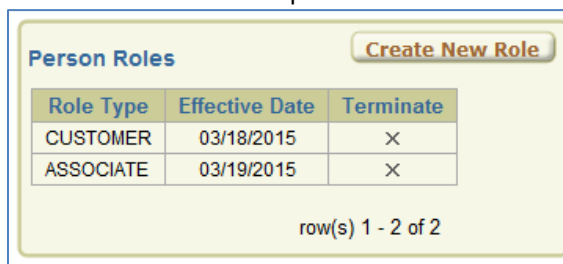 Person Roles Create New Role
Role Type Effective Date Terminate
CUSTOMER 03/18/2015 ×
ASSOCIATE 03/19/2015 ×
row(s) 1 - 2 of 2